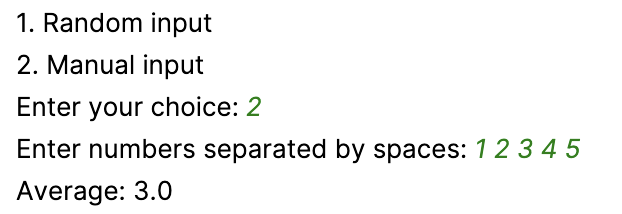 1. Random input
2. Manual input
Enter your choice: 2
Enter numbers separated by spaces: 1 2 3 4 5
Average: 3.0